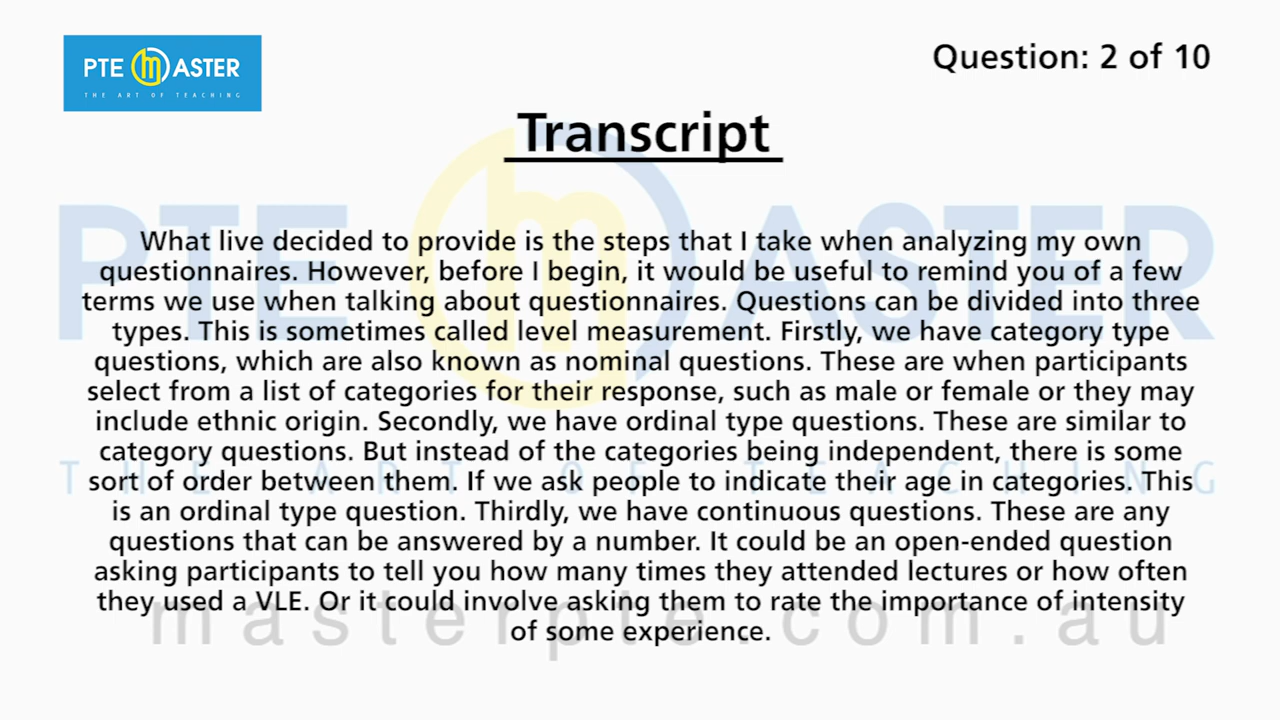 PTE MASTER
THE ART OF TEACHING
Question: 2 of 10
Transcript
PTE MASTER
THE ART OF TEACHING
masterpte.com.au
What live decided to provide is the steps that I take when analyzing my own
questionnaires. However, before I begin, it would be useful to remind you of a few
terms we use when talking about questionnaires. Questions can be divided into three
types. This is sometimes called level measurement. Firstly, we have category type
questions, which are also known as nominal questions. These are when participants
select from a list of categories for their response, such as male or female or they may
include ethnic origin. Secondly, we have ordinal type questions. These are similar to
category questions. But instead of the categories being independent, there is some
sort of order between them. If we ask people to indicate their age in categories. This
is an ordinal type question. Thirdly, we have continuous questions. These are any
questions that can be answered by a number. It could be an open-ended question
asking participants to tell you how many times they attended lectures or how often
they used a VLE. Or it could involve asking them to rate the importance of intensity
of some experience.